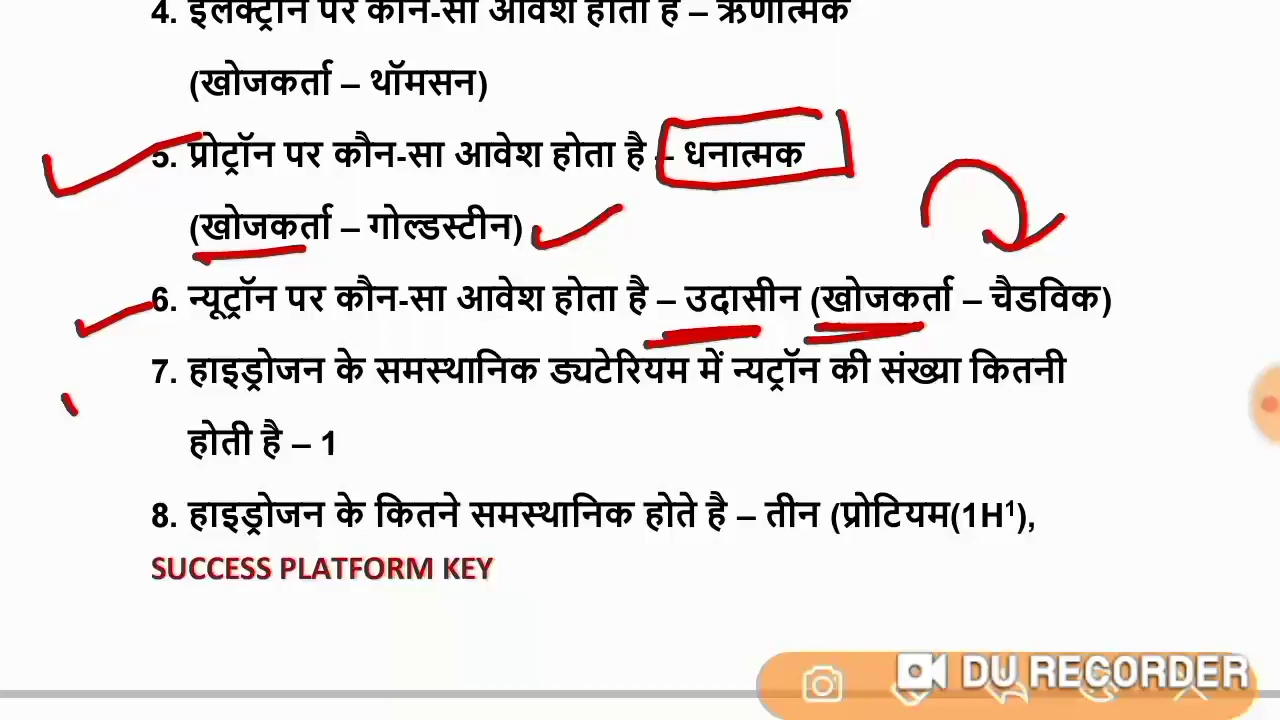 4. इलेक्ट्रॉन पर कौन-सा आवेश होता है – ऋणात्मक
(खोजकर्ता – थॉमसन)
5. प्रोट्रॉन पर कौन-सा आवेश होता है – धनात्मक
(खोजकर्ता – गोल्डस्टीन)
6. न्यूट्रॉन पर कौन-सा आवेश होता है – उदासीन (खोजकर्ता – चैडविक)
7. हाइड्रोजन के समस्थानिक ड्यटेरियम में न्यट्रॉन की संख्या कितनी
होती है – 1
8. हाइड्रोजन के कितने समस्थानिक होते है – तीन (प्रोटियम(1H¹),
SUCCESS PLATFORM KEY
DU RECORDER